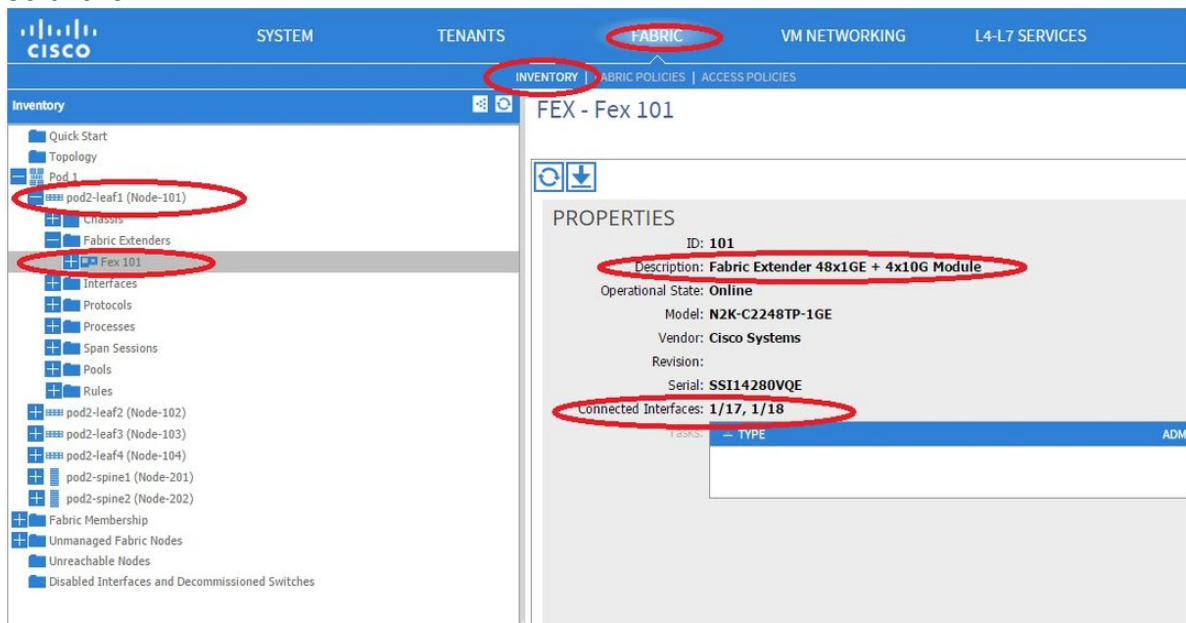 CISCO
SYSTEM TENANTS FABRIC VM NETWORKING L4-L7 SERVICES
INVENTORY | FABRIC POLICIES | ACCESS POLICIES
Inventory
Quick Start
Topology
Pod 1
pod2-leaf1 (Node-101)
Chassis
Fabric Extenders
Fex 101
Interfaces
Protocols
Processes
Span Sessions
Pools
Rules
pod2-leaf2 (Node-102)
pod2-leaf3 (Node-103)
pod2-leaf4 (Node-104)
pod2-spine1 (Node-201)
pod2-spine2 (Node-202)
Fabric Membership
Unmanaged Fabric Nodes
Unreachable Nodes
Disabled Interfaces and Decommissioned Switches
FEX - Fex 101
PROPERTIES
ID: 101
Description: Fabric Extender 48x1GE + 4x10G Module
Operational State: Online
Model: N2K-C2248TP-1GE
Vendor: Cisco Systems
Revision:
Serial: SSI14280VQE
Connected Interfaces: 1/17, 1/18
Tasks: TYPE ADM